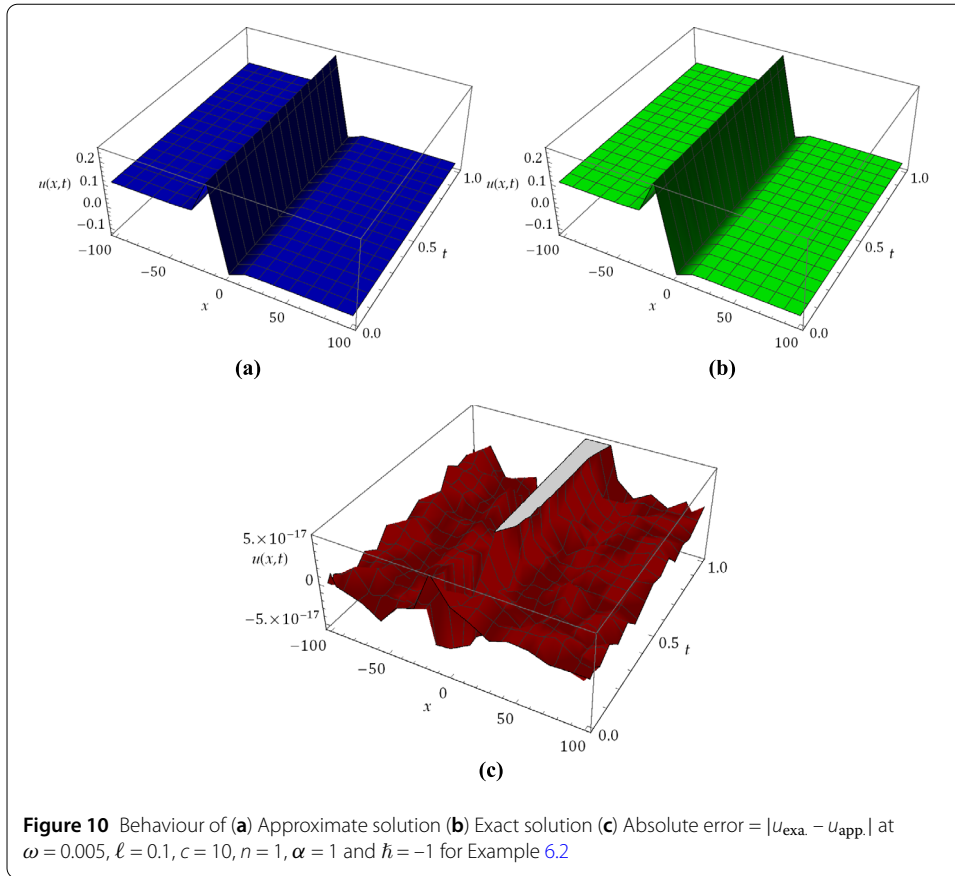 0.2
0.1
u(x,t)
0.0
−0.1
−100
−50
0
x
50
100
0.0
0.5
t
1.0
(a)
0.2
0.1
u(x,t)
0.0
−0.1
−100
−50
0
x
50
100
0.0
0.5
t
1.0
(b)
5.×10⁻¹⁷
u(x,t)
0
−5.×10⁻¹⁷
−100
−50
0
x
50
100
0.0
0.5
t
1.0
(c)
Figure 10 Behaviour of (a) Approximate solution (b) Exact solution (c) Absolute error = |u_exa. – u_app.| at
ω = 0.005, ℓ = 0.1, c = 10, n = 1, α = 1 and ℏ = –1 for Example 6.2